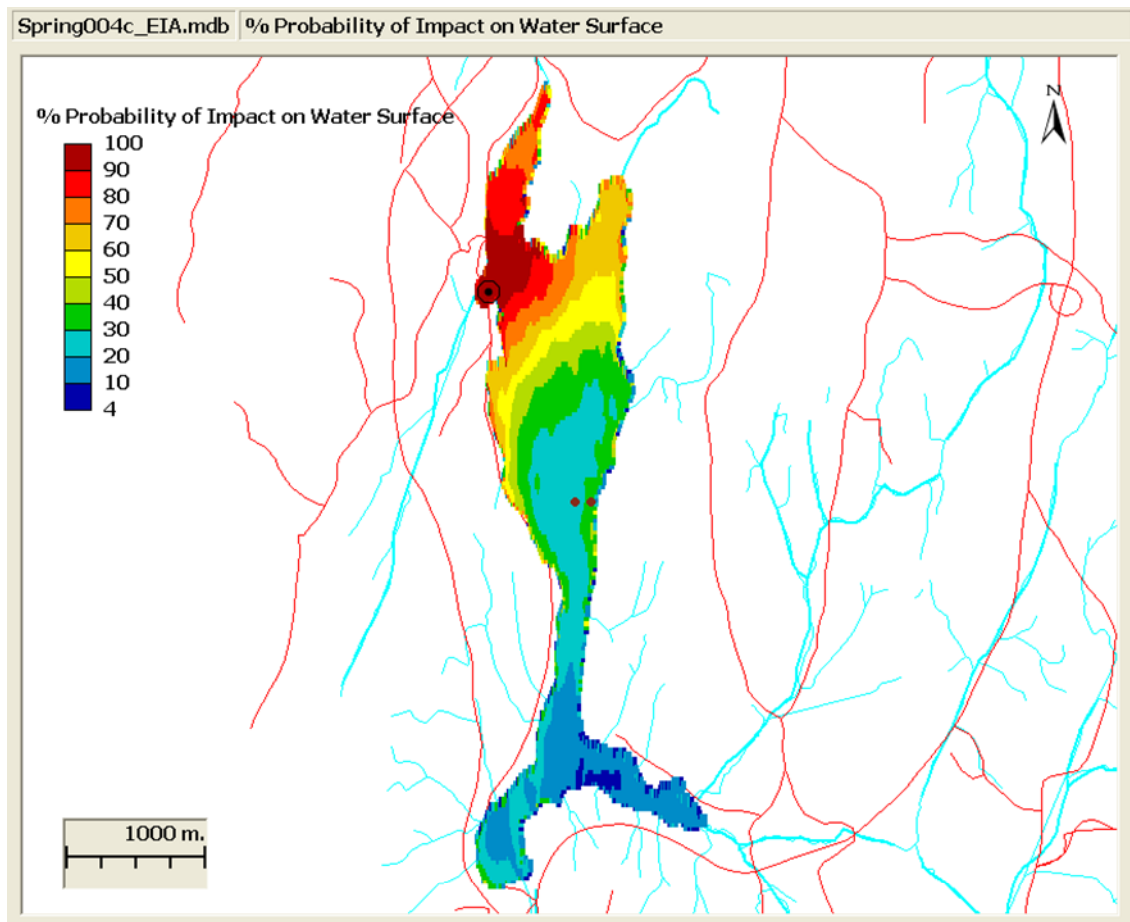 Spring004c_EIA.mdb % Probability of Impact on Water Surface
% Probability of Impact on Water Surface
100
90
80
70
60
50
40
30
20
10
4
N
1000 m.